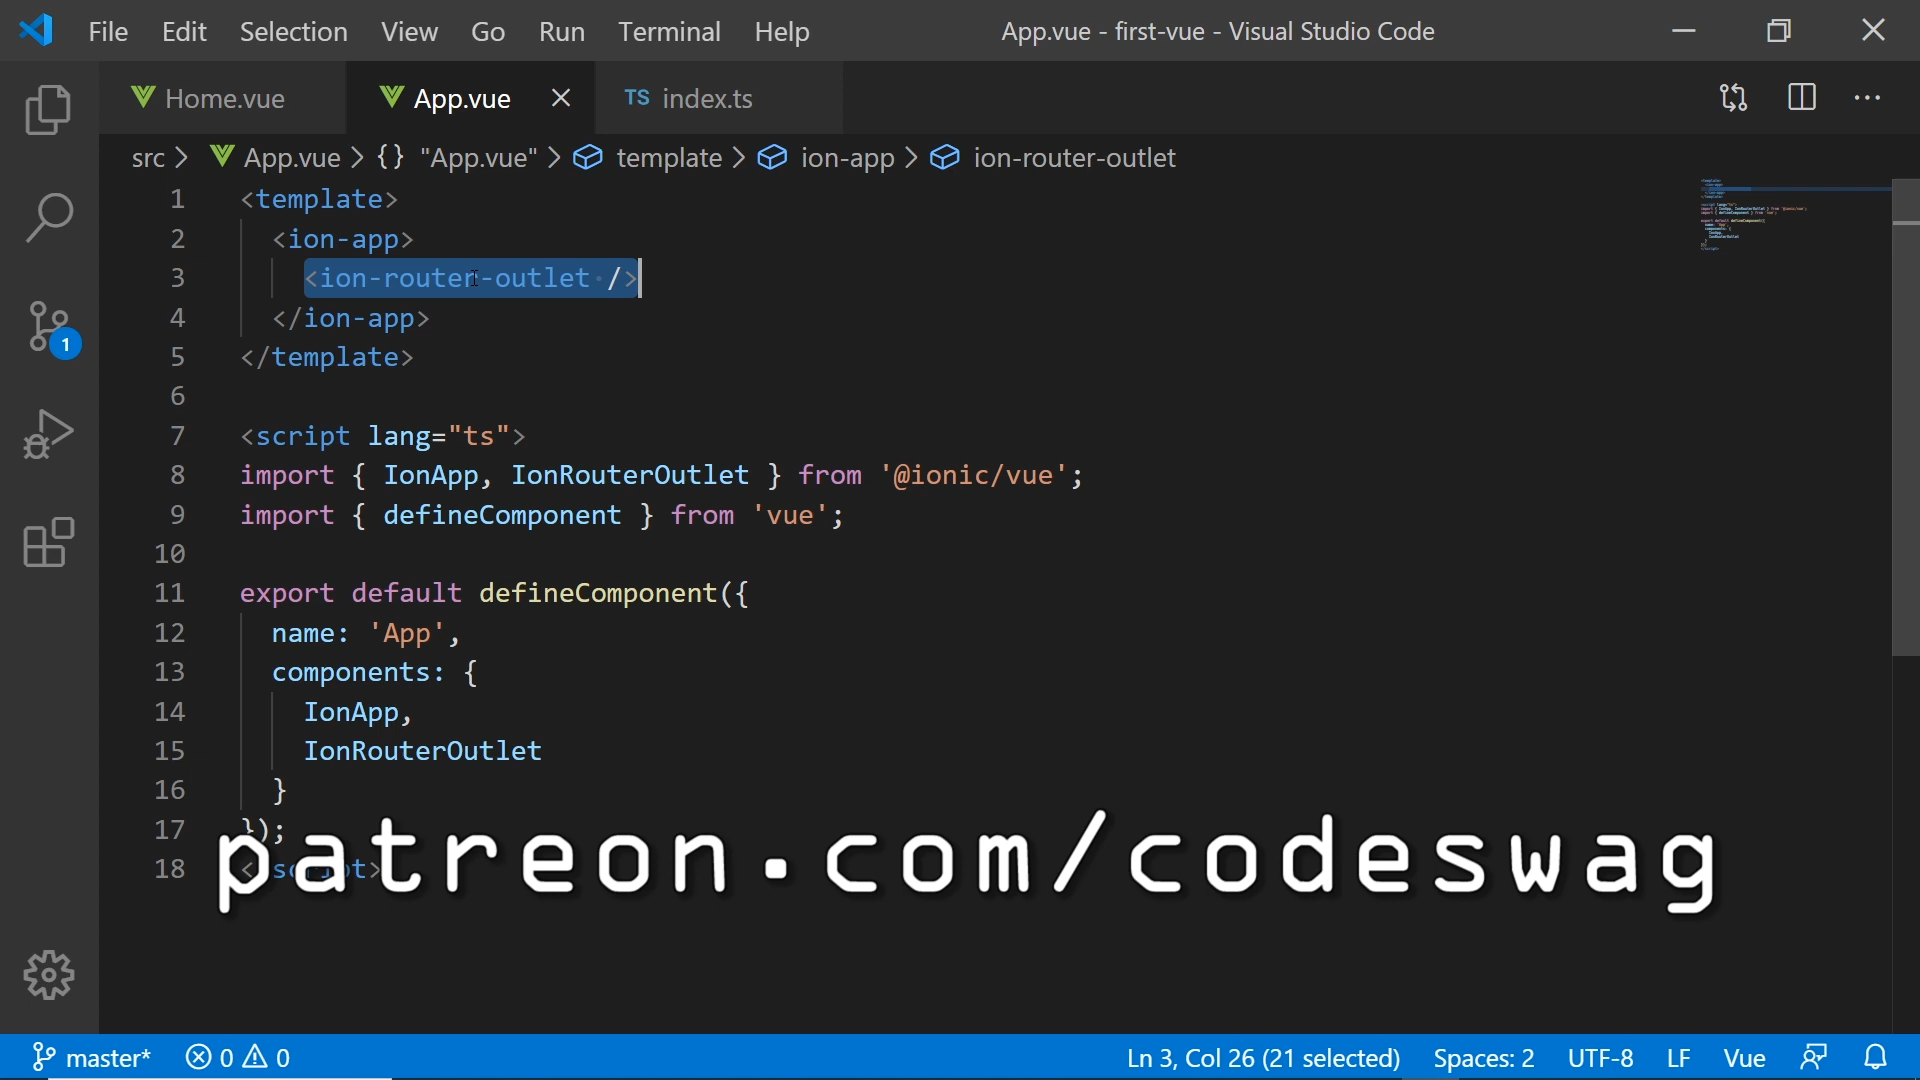 File Edit Selection View Go Run Terminal Help App.vue - first-vue - Visual Studio Code
Home.vue App.vue TS index.ts
src > App.vue > {} "App.vue" > template > ion-app > ion-router-outlet
1 <template>
2 <ion-app>
3 <ion-router-outlet·/>
4 </ion-app>
5 </template>
6
7 <script lang="ts">
8 import { IonApp, IonRouterOutlet } from '@ionic/vue';
9 import { defineComponent } from 'vue';
10
11 export default defineComponent({
12 name: 'App',
13 components: {
14 IonApp,
15 IonRouterOutlet
16 }
17 });
18 </script>
patreon.com/codeswag
1
master* 0 0 Ln 3, Col 26 (21 selected) Spaces: 2 UTF-8 LF Vue